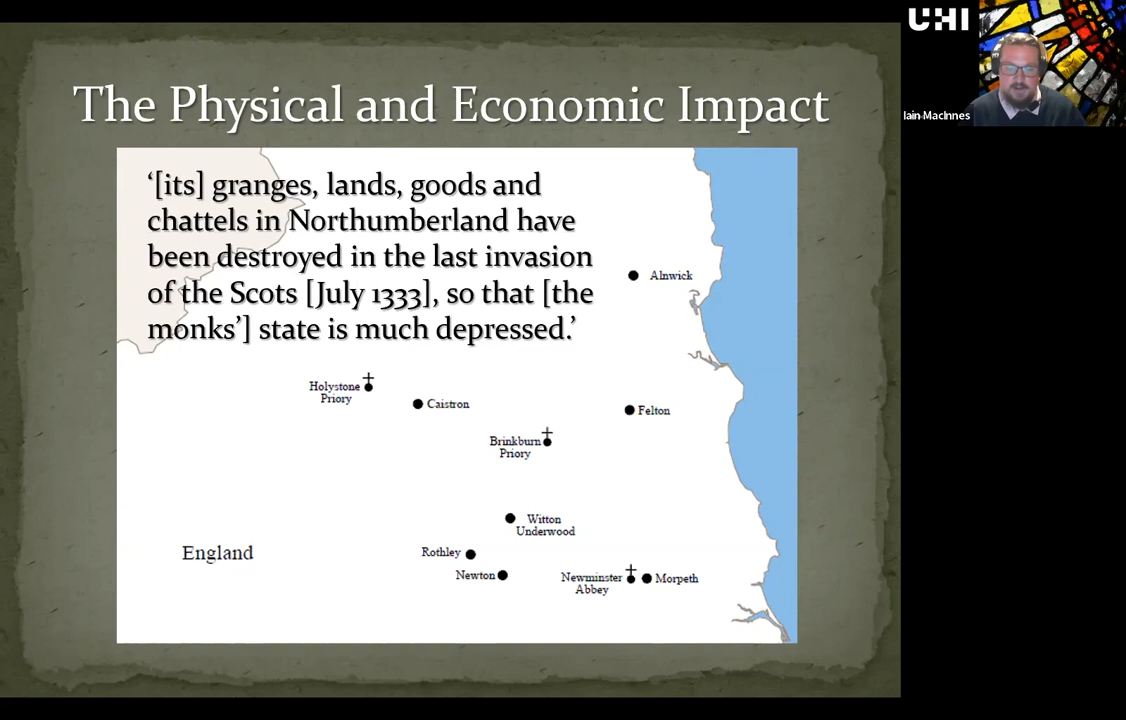 UHI
Iain MacInnes
The Physical and Economic Impact
‘[its] granges, lands, goods and
chattels in Northumberland have
been destroyed in the last invasion
of the Scots [July 1333], so that [the
monks’] state is much depressed.’
Alnwick
Holystone
Priory
Caistron
Felton
Brinkburn
Priory
Witton
Underwood
England
Rothley
Newton
Newminster
Abbey
Morpeth